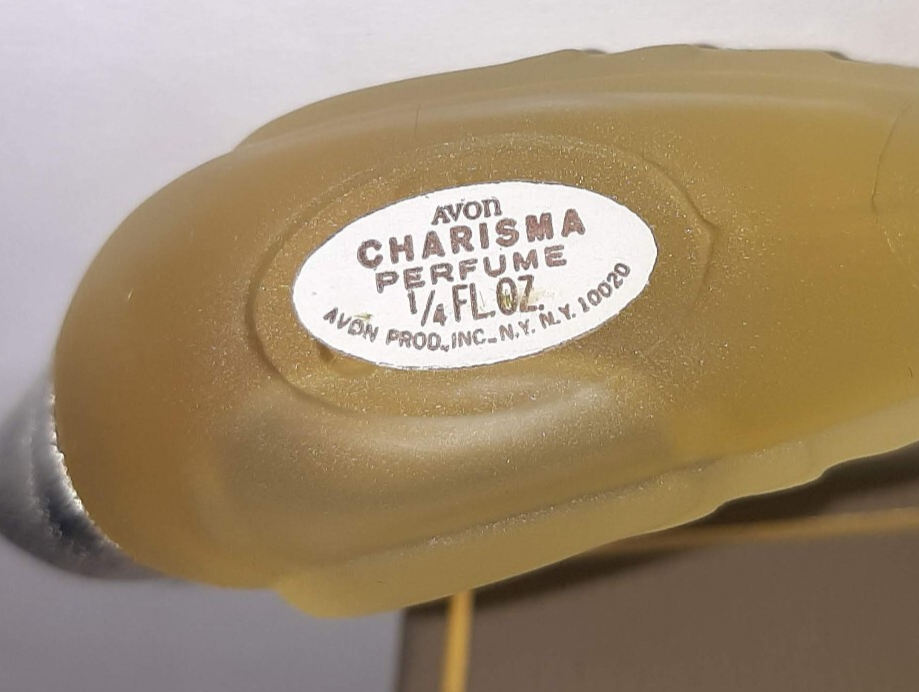 AVON
CHARISMA
PERFUME
1/4 FL. OZ.
AVON PROD., INC. N.Y. N.Y. 10020